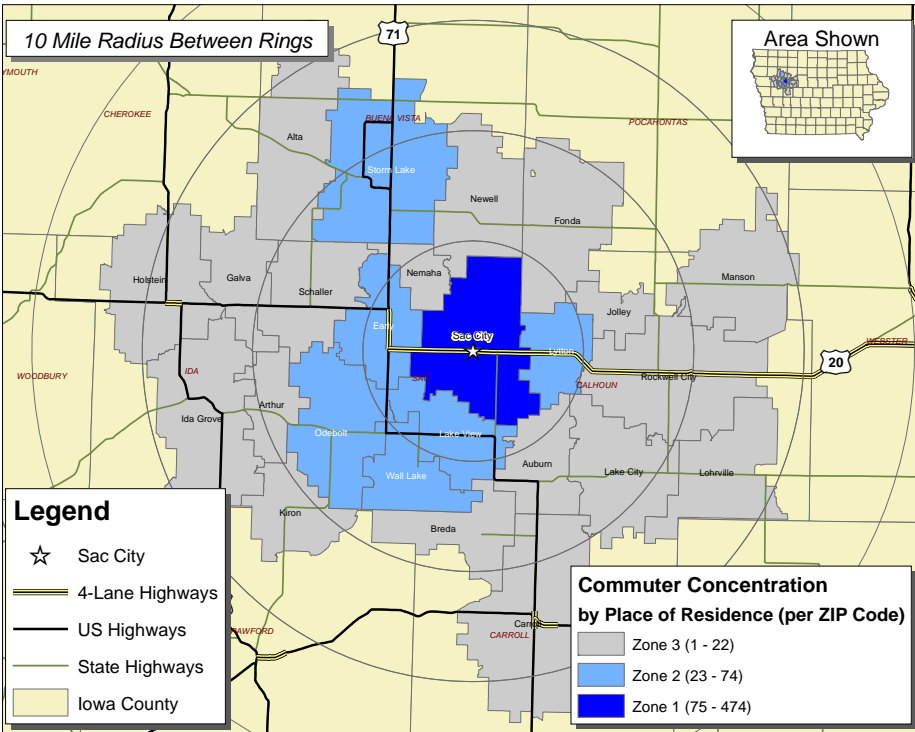 10 Mile Radius Between Rings
71
Area Shown
YMOUTH
CHEROKEE
BUENA VISTA
POCAHONTAS
Alta
Storm Lake
Newell
Fonda
Holstein
Galva
Schaller
Nemaha
Manson
Jolley
Early
Sac City
Lytton
WEBSTER
20
WOODBURY
IDA
SAC
CALHOUN
Rockwell City
Arthur
Ida Grove
Odebolt
Lake View
Auburn
Wall Lake
Lake City
Lohrville
Kiron
Breda
Carroll
CARROLL
RAWFORD
Legend
Sac City
4-Lane Highways
US Highways
State Highways
Iowa County
Commuter Concentration
by Place of Residence (per ZIP Code)
Zone 3 (1 - 22)
Zone 2 (23 - 74)
Zone 1 (75 - 474)